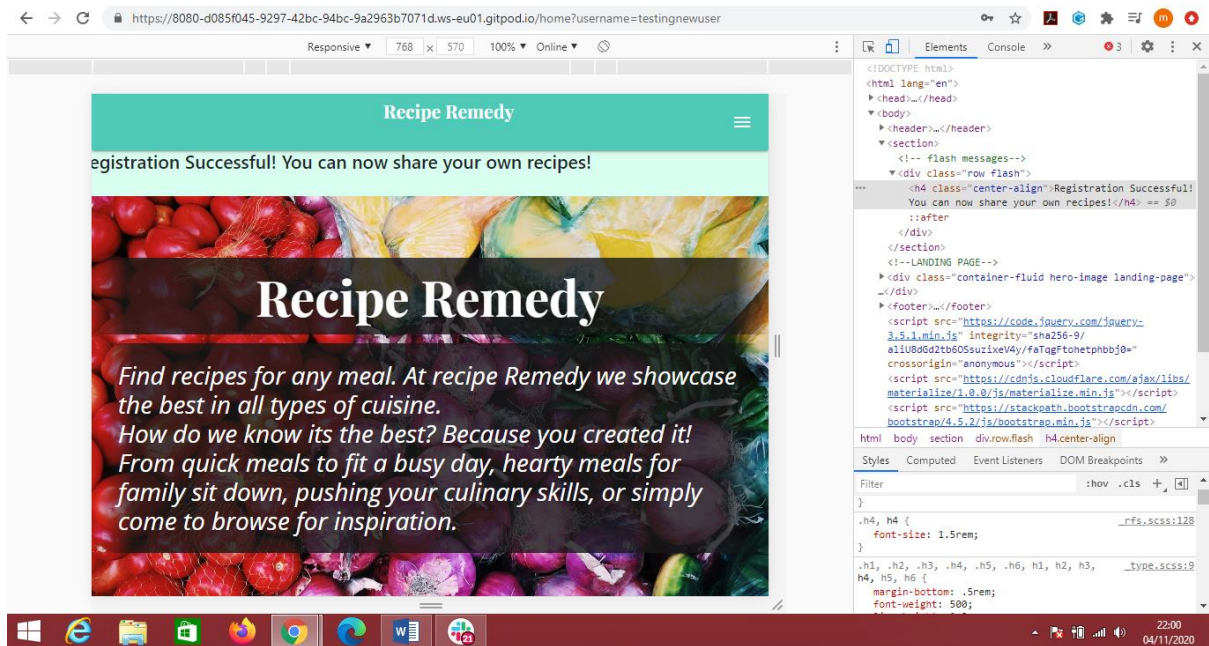 https://8080-d085f045-9297-42bc-94bc-9a2963b7071d.ws-eu01.gitpod.io/home?username=testingnewuser
Responsive ▼ 768 x 570 100% ▼ Online ▼
Elements Console » 3
Recipe Remedy
egistration Successful! You can now share your own recipes!
Recipe Remedy
Find recipes for any meal. At recipe Remedy we showcase
the best in all types of cuisine.
How do we know its the best? Because you created it!
From quick meals to fit a busy day, hearty meals for
family sit down, pushing your culinary skills, or simply
come to browse for inspiration.
<!DOCTYPE html>
<html lang="en">
▶<head>…</head>
▼<body>
▶<header>…</header>
▼<section>
<!-- flash messages-->
▼<div class="row flash">
<h4 class="center-align">Registration Successful!
You can now share your own recipes!</h4> == $0
::after
</div>
</section>
<!--LANDING PAGE-->
▶<div class="container-fluid hero-image landing-page">
…</div>
▶<footer>…</footer>
<script src="https://code.jquery.com/jquery-
3.5.1.min.js" integrity="sha256-9/
aliU8dGd2tb6OSsuzixeV4y/faTqgFtohetphbbj0="
crossorigin="anonymous"></script>
<script src="https://cdnjs.cloudflare.com/ajax/libs/
materialize/1.0.0/js/materialize.min.js"></script>
<script src="https://stackpath.bootstrapcdn.com/
bootstrap/4.5.2/js/bootstrap.min.js"></script>
html body section div.row.flash h4.center-align
Styles Computed Event Listeners DOM Breakpoints »
Filter :hov .cls +
}
.h4, h4 { _rfs.scss:128
font-size: 1.5rem;
}
.h1, .h2, .h3, .h4, .h5, .h6, h1, h2, h3, _type.scss:9
h4, h5, h6 {
margin-bottom: .5rem;
font-weight: 500;
21
22:00
04/11/2020